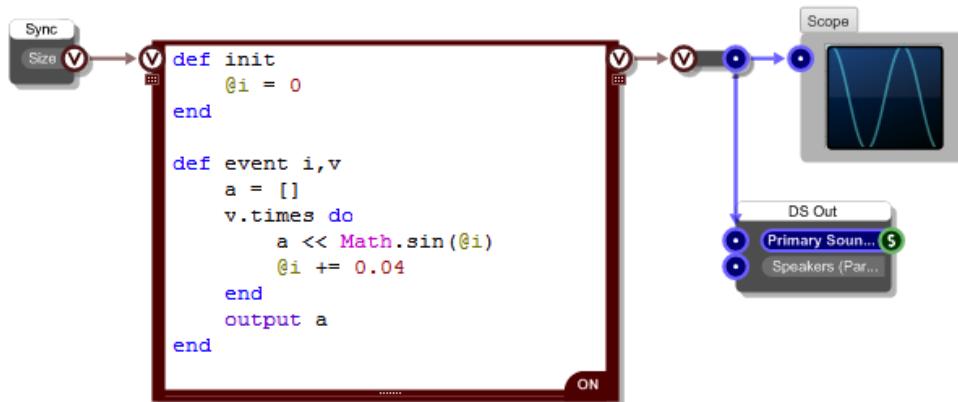 Sync
Size V
V
def init
    @i = 0
end
def event i,v
    a = []
    v.times do
        a << Math.sin(@i)
        @i += 0.04
    end
    output a
end
ON
V
V
Scope
DS Out
Primary Soun... S
Speakers (Par...